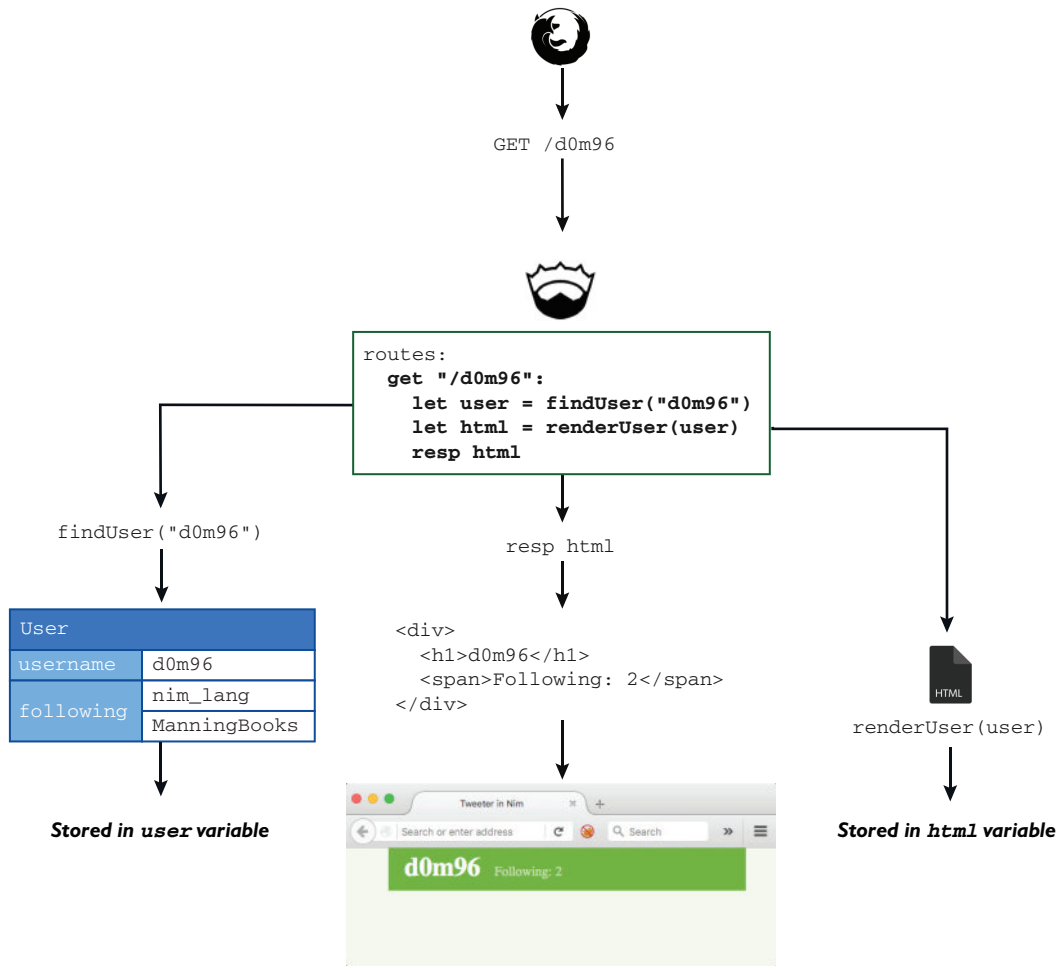 GET /d0m96
routes:
get "/d0m96":
let user = findUser("d0m96")
let html = renderUser(user)
resp html
findUser("d0m96")
User
username d0m96
following nim_lang
ManningBooks
Stored in user variable
resp html
<div>
<h1>d0m96</h1>
<span>Following: 2</span>
</div>
Tweeter in Nim
Search or enter address
Search
d0m96 Following: 2
HTML
renderUser(user)
Stored in html variable